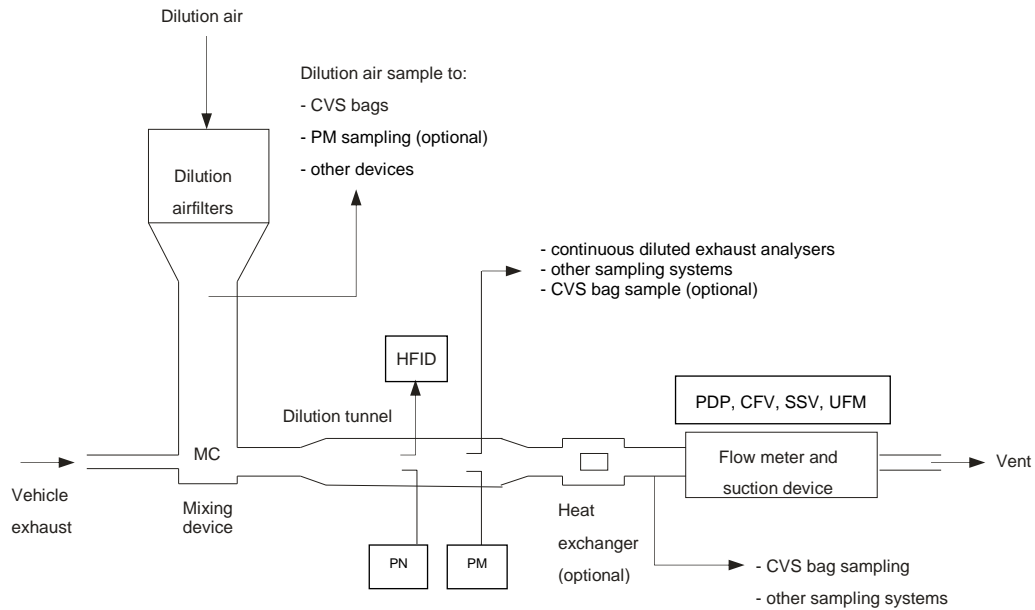 Dilution air
Dilution air sample to:
- CVS bags
- PM sampling (optional)
- other devices
Dilution
airfilters
- continuous diluted exhaust analysers
- other sampling systems
- CVS bag sample (optional)
HFID
PDP, CFV, SSV, UFM
Dilution tunnel
MC
Flow meter and
suction device
Vent
Vehicle
exhaust
Mixing
device
Heat
exchanger
(optional)
PN
PM
- CVS bag sampling
- other sampling systems